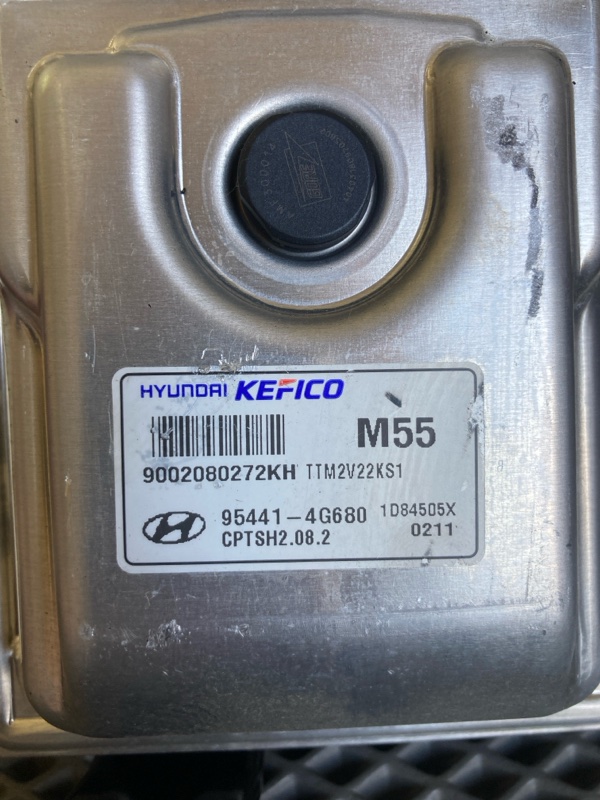 HYUNDAI KEFICO
M55
9002080272KH TTM2V22KS1
95441-4G680 1D84505X
CPTSH2.08.2 0211